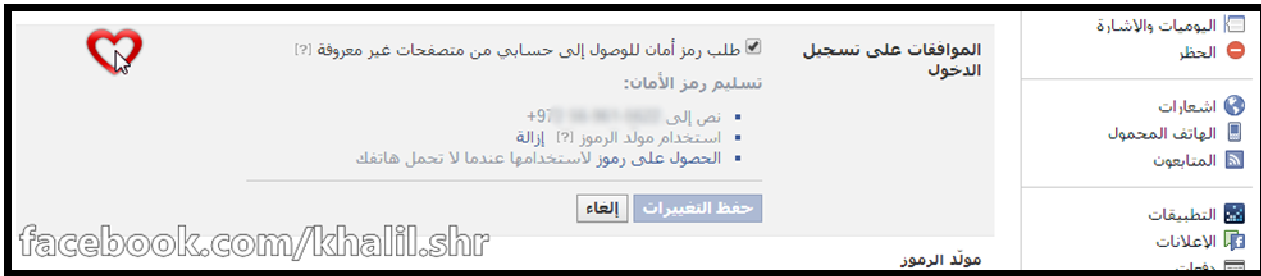 اليوميات والإشارة
الحظر
اشعارات
الهاتف المحمول
المتابعون
التطبيقات
الإعلانات
دفعات
الموافقات على تسجيل
الدخول
طلب رمز أمان للوصول إلى حسابي من متصفحات غير معروفة [?]
تسليم رمز الأمان:
نص إلى
استخدام مولد الرموز [?] إزالة
الحصول على رموز لاستخدامها عندما لا تحمل هاتفك
حفظ التغييرات
إلغاء
مولّد الرموز
facebook.com/khalil.shr